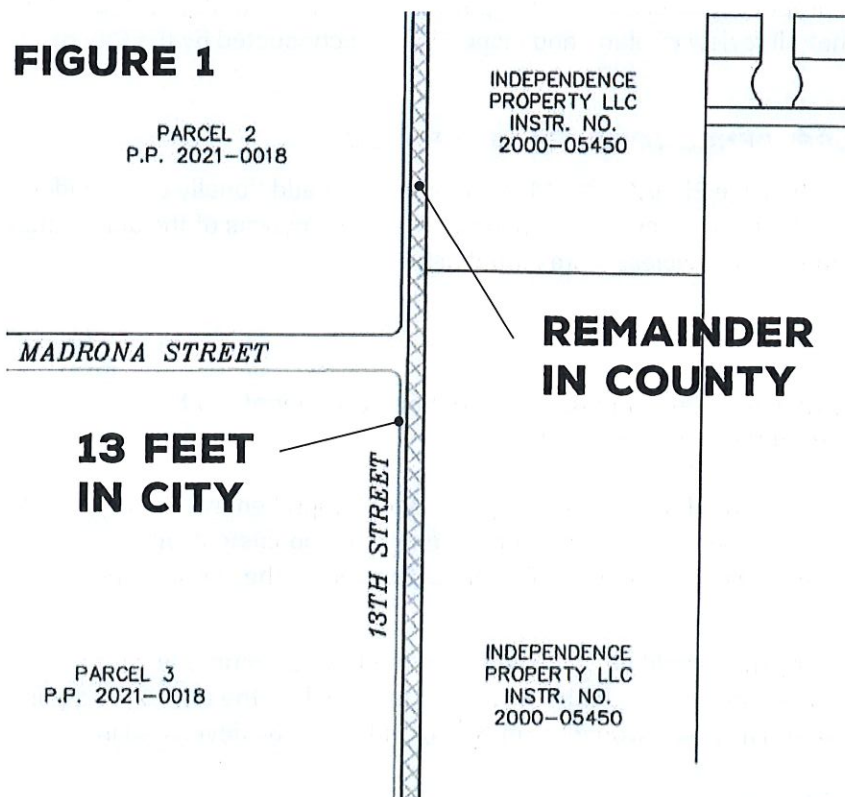 FIGURE 1
PARCEL 2
P.P. 2021-0018
INDEPENDENCE
PROPERTY LLC
INSTR. NO.
2000-05450
MADRONA STREET
REMAINDER
IN COUNTY
13 FEET
IN CITY
13TH STREET
PARCEL 3
P.P. 2021-0018
INDEPENDENCE
PROPERTY LLC
INSTR. NO.
2000-05450